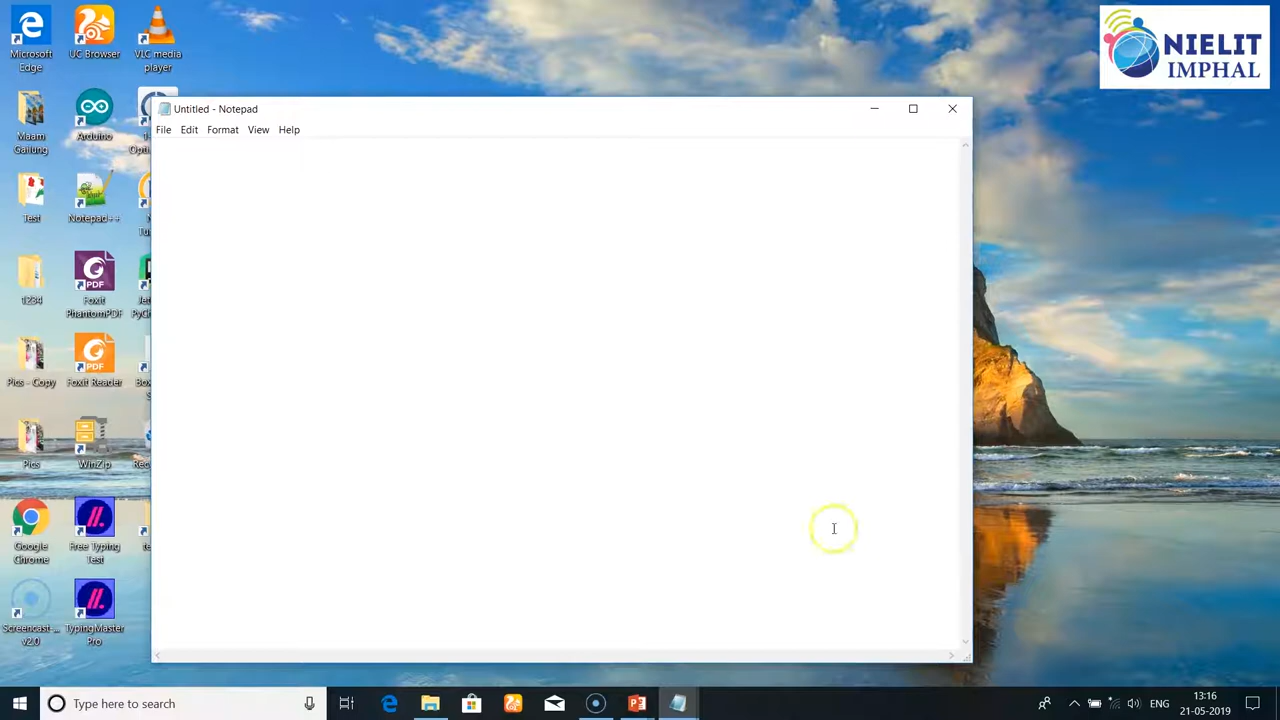 Microsoft
Edge
UC Browser
VLC media
player
NIELIT
IMPHAL
Untitled - Notepad
File Edit Format View Help
Maam
Gailung
Arduino
Test
Notepad++
1234
Foxit
PhantomPDF
Pics - Copy
Foxit Reader
Pics
WinZip
Google
Chrome
Free Typing
Test
Screencast-...
v2.0
TypingMaster
Pro
Type here to search
ENG
13:16
21-05-2019